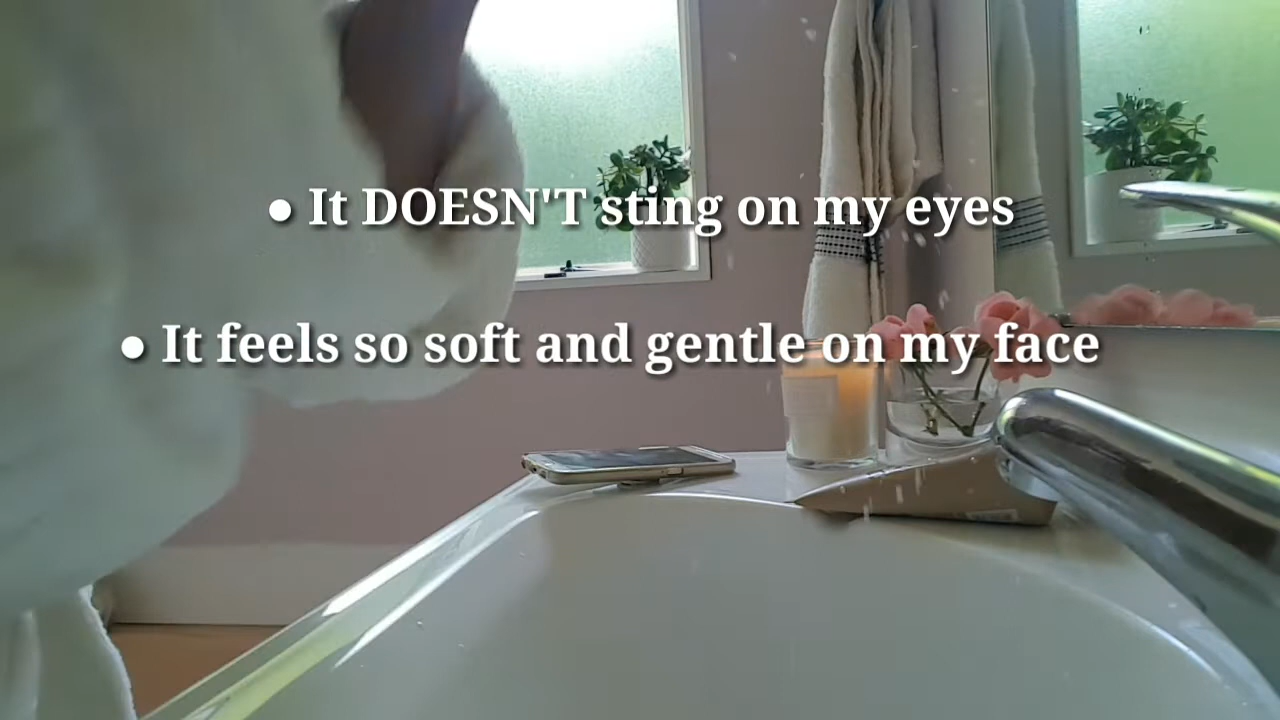 ● It DOESN'T sting on my eyes
● It feels so soft and gentle on my face